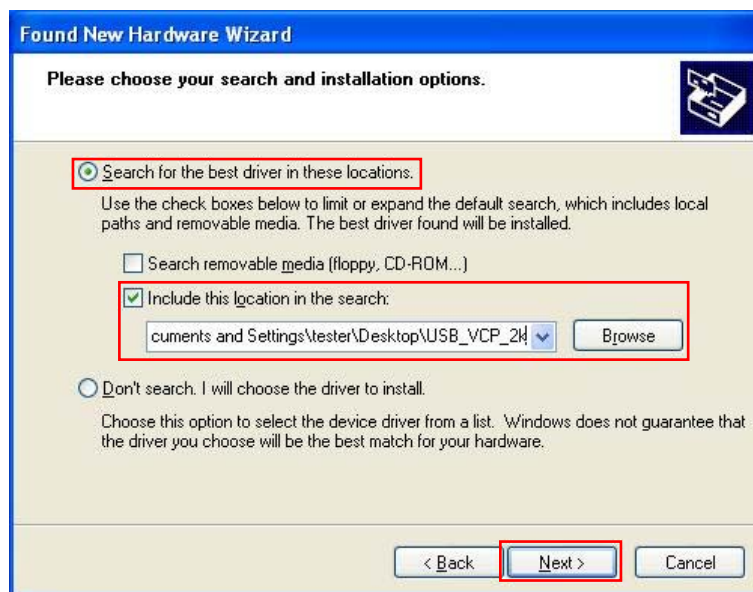 Found New Hardware Wizard
Please choose your search and installation options.
Search for the best driver in these locations.
Use the check boxes below to limit or expand the default search, which includes local
paths and removable media. The best driver found will be installed.
Search removable media (floppy, CD-ROM...)
Include this location in the search:
cuments and Settings\tester\Desktop\USB_VCP_2k
Browse
Don't search. I will choose the driver to install.
Choose this option to select the device driver from a list. Windows does not guarantee that
the driver you choose will be the best match for your hardware.
< Back
Next >
Cancel